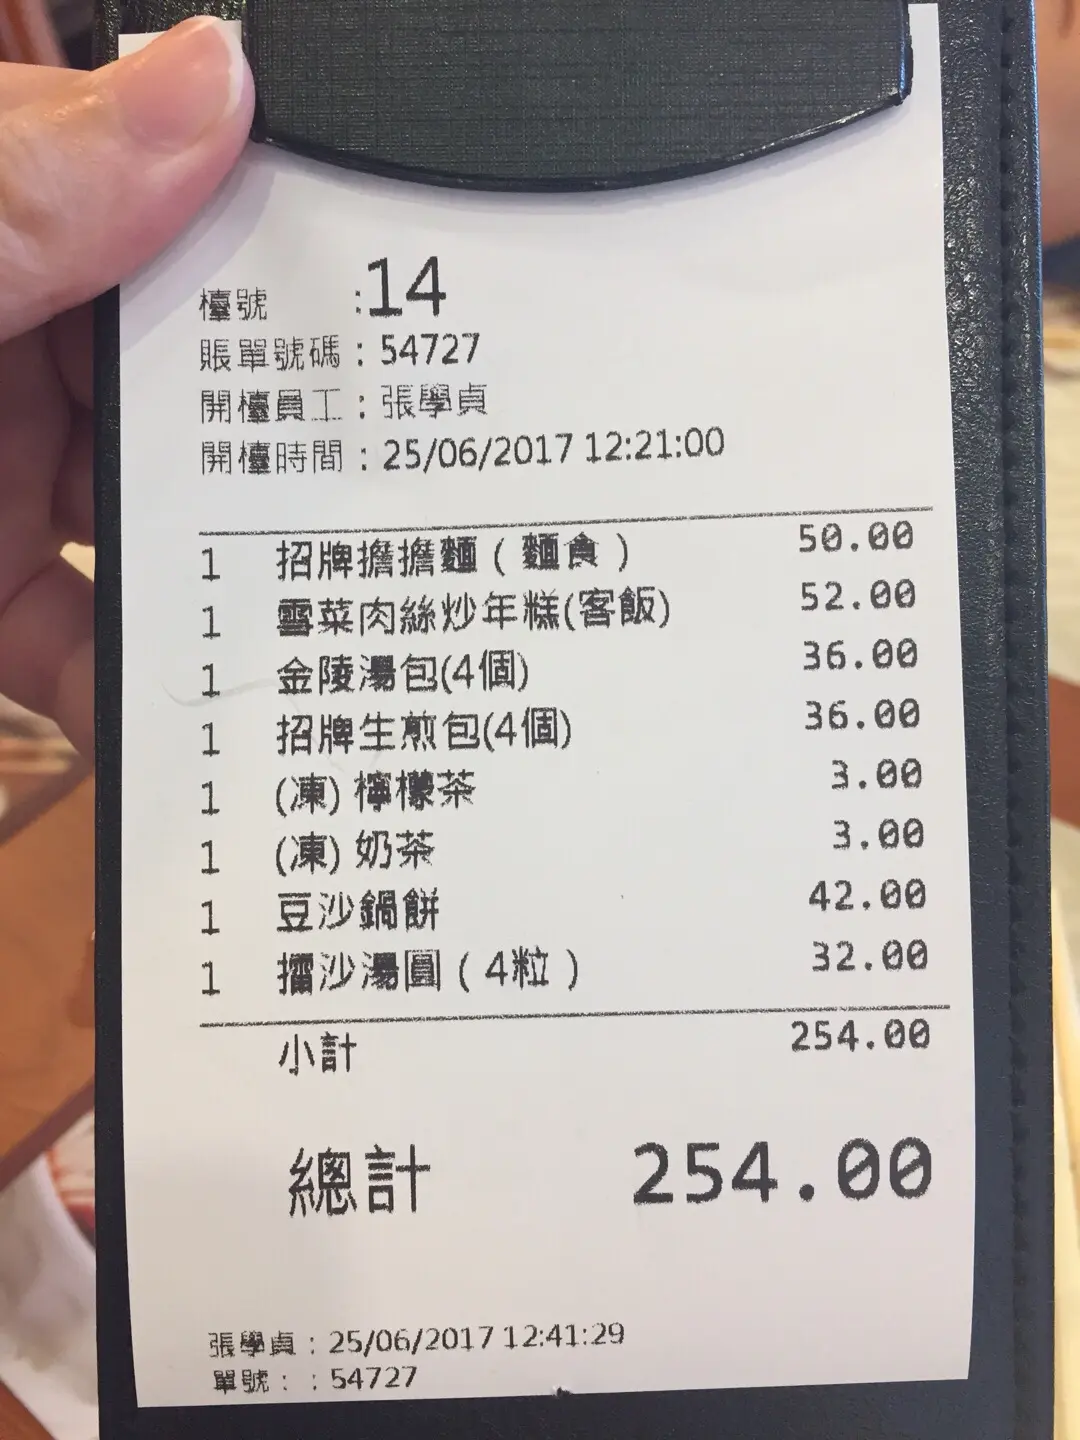 檯號 :14
賬單號碼 : 54727
開檯員工 : 張學貞
開檯時間 : 25/06/2017 12:21:00
1 招牌擔擔麵 ( 麵食 ) 50.00
1 雪菜肉絲炒年糕(客飯) 52.00
1 金陵湯包(4個) 36.00
1 招牌生煎包(4個) 36.00
1 (凍) 檸檬茶 3.00
1 (凍) 奶茶 3.00
1 豆沙鍋餅 42.00
1 擂沙湯圓 ( 4粒 ) 32.00
小計 254.00
總計 254.00
張學貞 : 25/06/2017 12:41:29
單號: : 54727